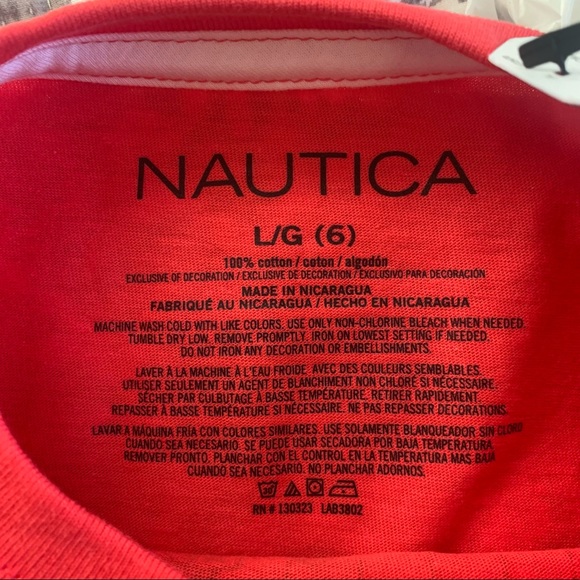 NAUTICA
L/G (6)
100% cotton / coton / algodón
EXCLUSIVE OF DECORATION / EXCLUSIVE DE DECORATION / EXCLUSIVO PARA DECORACIÓN
MADE IN NICARAGUA
FABRIQUÉ AU NICARAGUA / HECHO EN NICARAGUA
MACHINE WASH COLD WITH LIKE COLORS. USE ONLY NON-CHLORINE BLEACH WHEN NEEDED.
TUMBLE DRY LOW. REMOVE PROMPTLY. IRON ON LOWEST SETTING IF NEEDED.
DO NOT IRON ANY DECORATION OR EMBELLISHMENTS.
LAVER À LA MACHINE À L'EAU FROIDE AVEC DES COULEURS SEMBLABLES.
UTILISER SEULEMENT UN AGENT DE BLANCHIMENT NON CHLORÉ SI NÉCESSAIRE.
SÉCHER PAR CULBUTAGE À BASSE TEMPÉRATURE. RETIRER RAPIDEMENT.
REPASSER À BASSE TEMPÉRATURE SI NÉCESSAIRE. NE PAS REPASSER DECORATIONS.
LAVAR A MÁQUINA FRÍA CON COLORES SIMILARES. USE SOLAMENTE BLANQUEADOR SIN CLORO
CUANDO SEA NECESARIO. SE PUEDE USAR SECADORA POR BAJA TEMPERATURA.
REMOVER PRONTO. PLANCHAR CON EL CONTROL EN LA TEMPERATURA MAS BAJA
CUANDO SEA NECESARIO. NO PLANCHAR ADORNOS.
RN # 130323 LAB3802